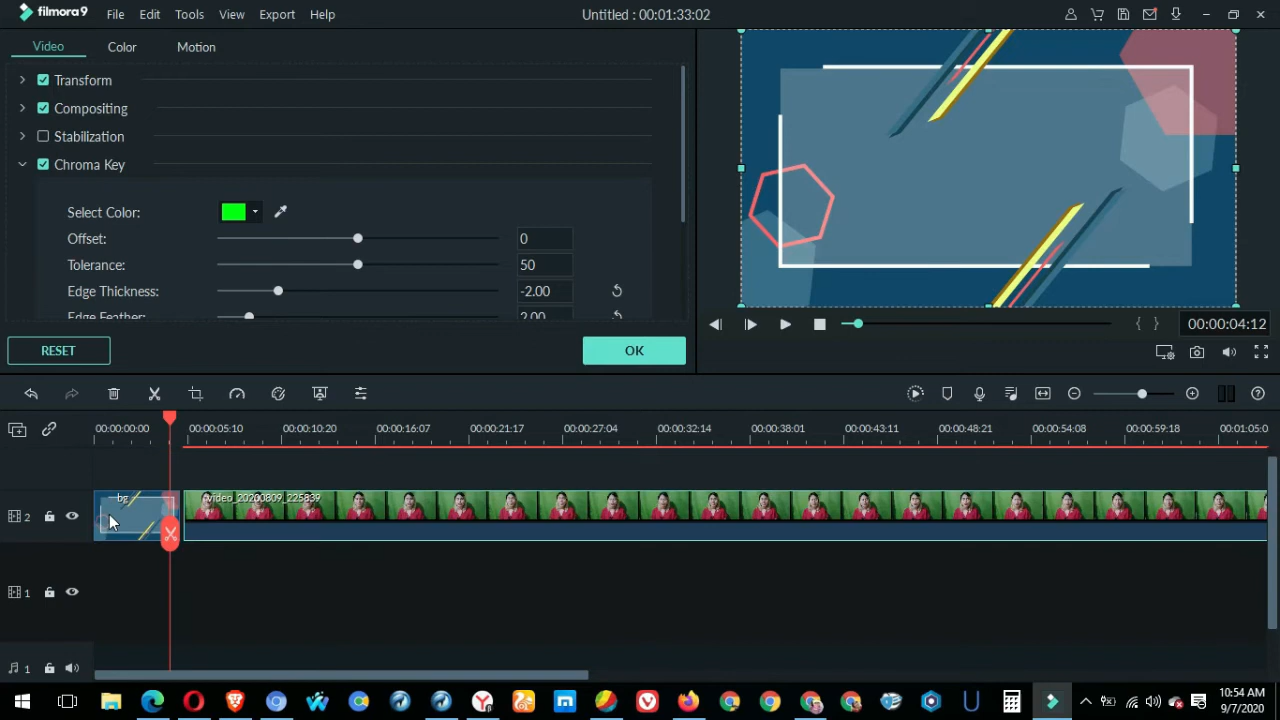 filmora9 File Edit Tools View Export Help Untitled : 00:01:33:02
Video Color Motion
Transform
Compositing
Stabilization
Chroma Key
Select Color:
Offset: 0
Tolerance: 50
Edge Thickness: -2.00
Edge Feather: 2.00
RESET OK
00:00:04:12
00:00:00:00 00:00:05:10 00:00:10:20 00:00:16:07 00:00:21:17 00:00:27:04 00:00:32:14 00:00:38:01 00:00:43:11 00:00:48:21 00:00:54:08 00:00:59:18 00:01:05:0
bg video_20200809_225839
2
1
1
10:54 AM
9/7/2020